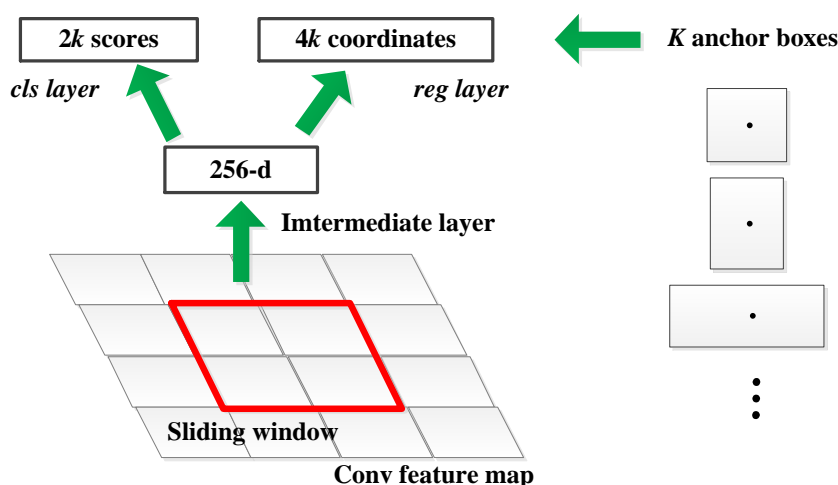 2k scores
4k coordinates
K anchor boxes
cls layer
reg layer
256-d
Imtermediate layer
Sliding window
Conv feature map